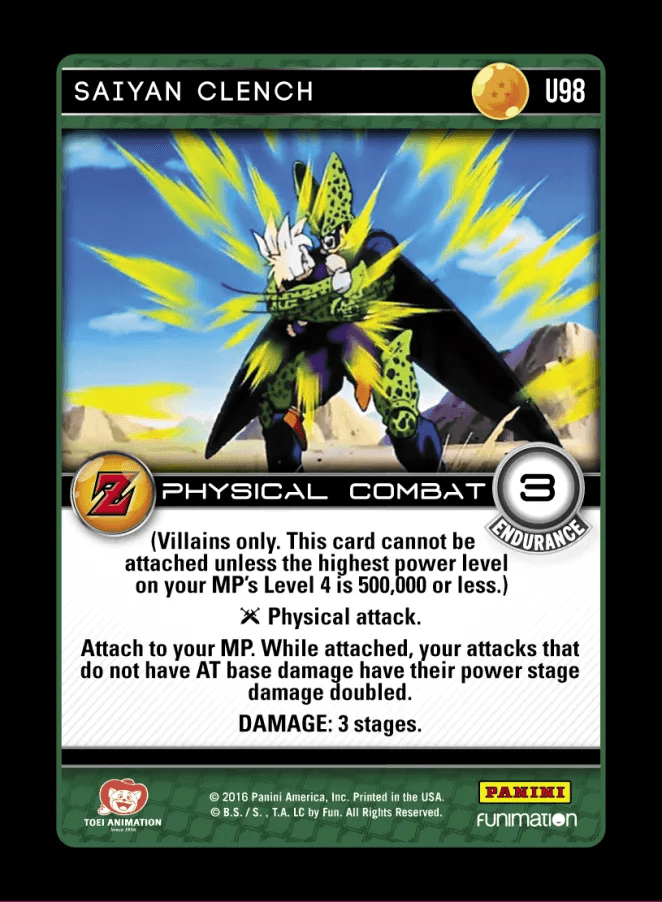 SAIYAN CLENCH
U98
Z
PHYSICAL COMBAT
3
ENDURANCE
(Villains only. This card cannot be
attached unless the highest power level
on your MP’s Level 4 is 500,000 or less.)
Physical attack.
Attach to your MP. While attached, your attacks that
do not have AT base damage have their power stage
damage doubled.
DAMAGE: 3 stages.
TOEI ANIMATION
Since 1956
© 2016 Panini America, Inc. Printed in the USA.
© B.S. / S. , T.A. LC by Fun. All Rights Reserved.
PANINI
FUNIMATION